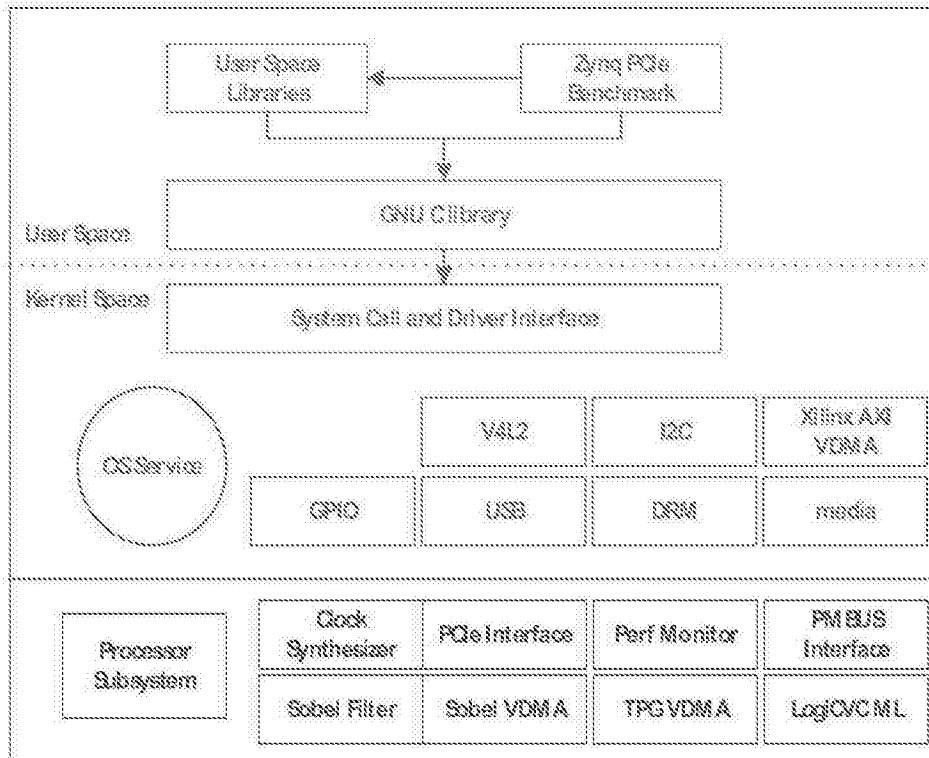 User Space
Libraries
Zynq PCIe
Benchmark
GNU C library
User Space
Kernel Space
System Call and Driver Interface
OS Service
V4L2
I2C
Xilinx AXI
VDMA
GPIO
USB
DRM
media
Processor
Subsystem
Clock
Synthesizer
PCIe Interface
Perf Monitor
PM BUS
Interface
Sobel Filter
Sobel VDMA
TPG VDMA
LogiCVC ML